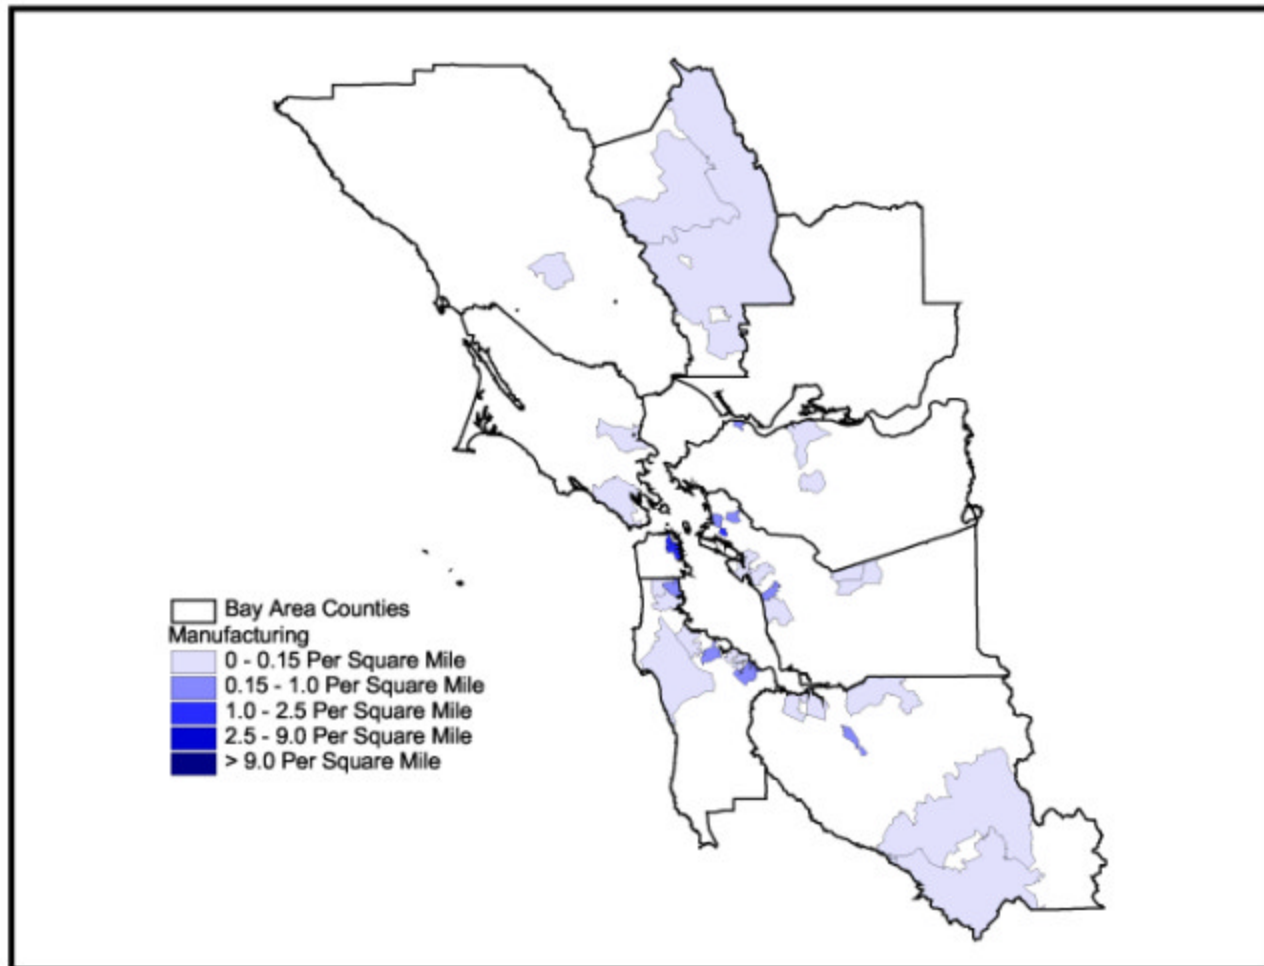 Bay Area Counties
Manufacturing
0 - 0.15 Per Square Mile
0.15 - 1.0 Per Square Mile
1.0 - 2.5 Per Square Mile
2.5 - 9.0 Per Square Mile
> 9.0 Per Square Mile